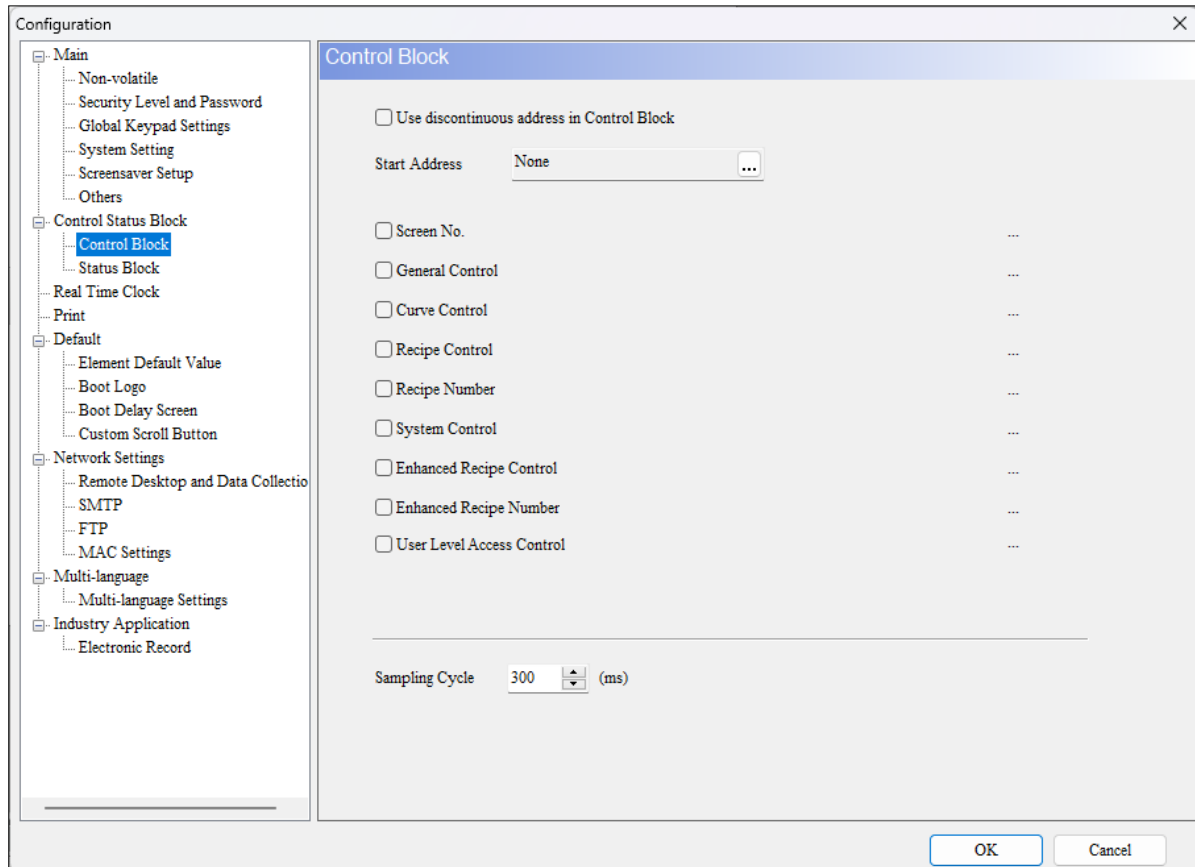 Configuration
Main
Non-volatile
Security Level and Password
Global Keypad Settings
System Setting
Screensaver Setup
Others
Control Status Block
Control Block
Status Block
Real Time Clock
Print
Default
Element Default Value
Boot Logo
Boot Delay Screen
Custom Scroll Button
Network Settings
Remote Desktop and Data Collectio
SMTP
FTP
MAC Settings
Multi-language
Multi-language Settings
Industry Application
Electronic Record
Control Block
Use discontinuous address in Control Block
Start Address None ...
Screen No. ...
General Control ...
Curve Control ...
Recipe Control ...
Recipe Number ...
System Control ...
Enhanced Recipe Control ...
Enhanced Recipe Number ...
User Level Access Control ...
Sampling Cycle 300 (ms)
OK Cancel